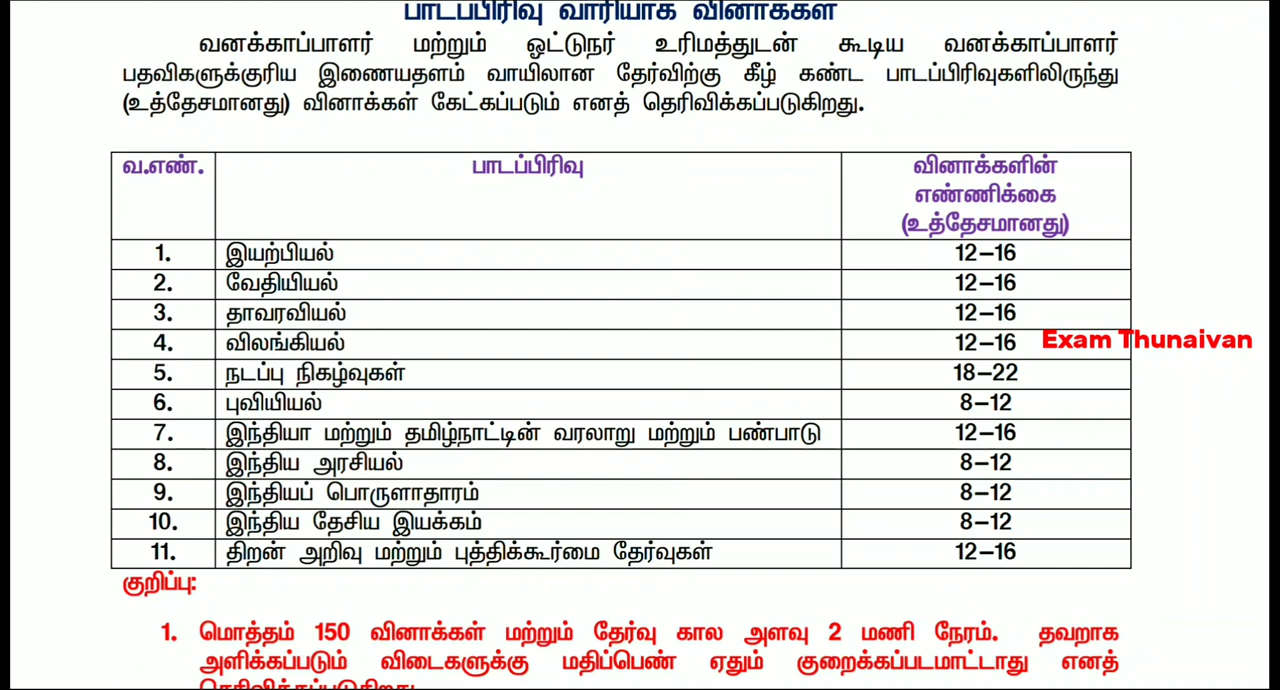 பாடப்பிரிவு வாரியாக வினாக்கள்
வனக்காப்பாளர் மற்றும் ஓட்டுநர் உரிமத்துடன் கூடிய வனக்காப்பாளர்
பதவிகளுக்குரிய இணையதளம் வாயிலான தேர்விற்கு கீழ் கண்ட பாடப்பிரிவுகளிலிருந்து
(உத்தேசமானது) வினாக்கள் கேட்கப்படும் எனத் தெரிவிக்கப்படுகிறது.
வ.எண். பாடப்பிரிவு வினாக்களின்
எண்ணிக்கை
(உத்தேசமானது)
1. இயற்பியல் 12–16
2. வேதியியல் 12–16
3. தாவரவியல் 12–16
4. விலங்கியல் 12–16
Exam Thunaivan
5. நடப்பு நிகழ்வுகள் 18–22
6. புவியியல் 8–12
7. இந்தியா மற்றும் தமிழ்நாட்டின் வரலாறு மற்றும் பண்பாடு 12–16
8. இந்திய அரசியல் 8–12
9. இந்தியப் பொருளாதாரம் 8–12
10. இந்திய தேசிய இயக்கம் 8–12
11. திறன் அறிவு மற்றும் புத்திக்கூர்மை தேர்வுகள் 12–16
குறிப்பு:
1. மொத்தம் 150 வினாக்கள் மற்றும் தேர்வு கால அளவு 2 மணி நேரம். தவறாக
அளிக்கப்படும் விடைகளுக்கு மதிப்பெண் ஏதும் குறைக்கப்படமாட்டாது எனத்
தெரிவிக்கப்படுகிறது.